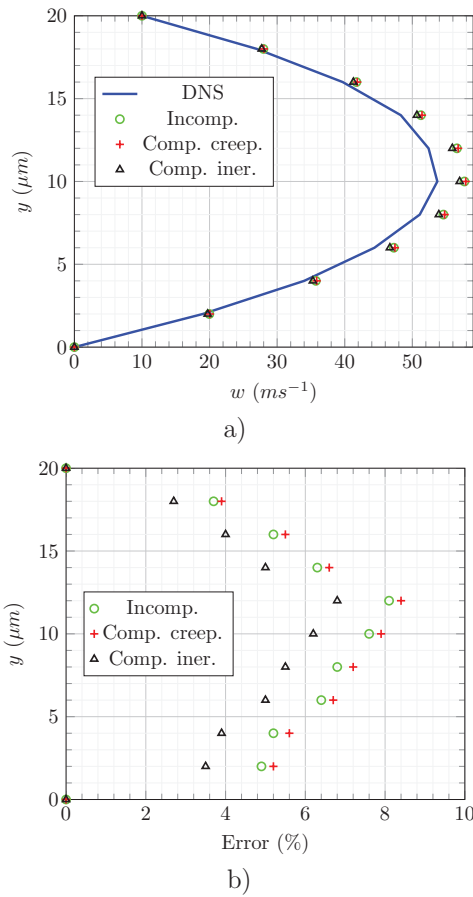 20
15
10
5
0
y (μm)
DNS
Incomp.
Comp. creep.
Comp. iner.
0 10 20 30 40 50
w (ms⁻¹)
a)
20
15
10
5
0
y (μm)
Incomp.
Comp. creep.
Comp. iner.
0 2 4 6 8 10
Error (%)
b)